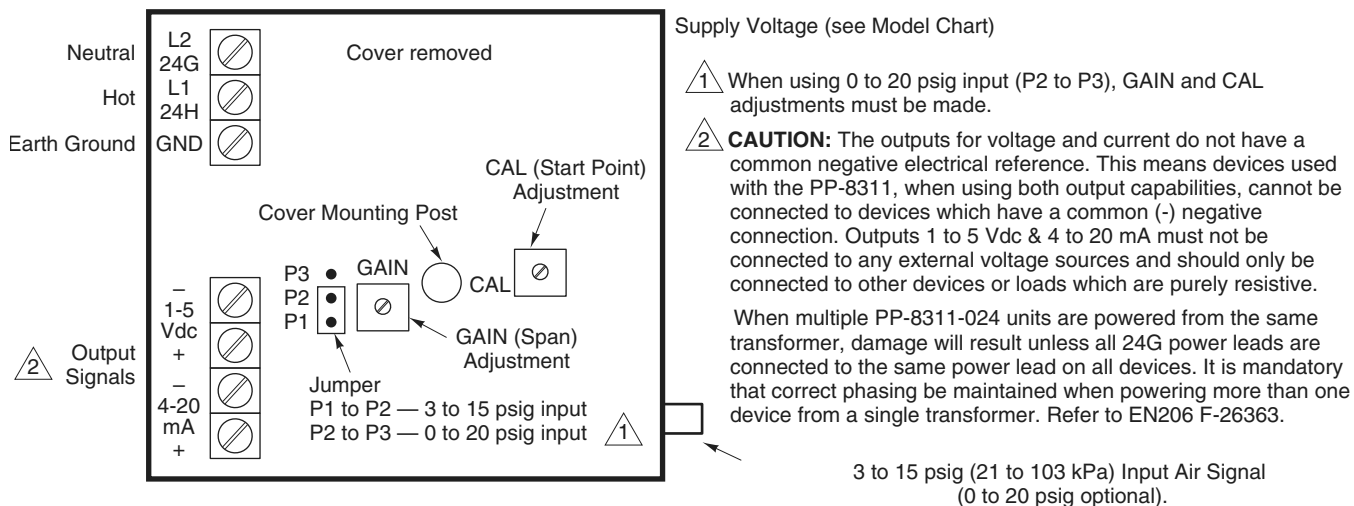 Neutral
Hot
Earth Ground
L2
24G
L1
24H
GND
Cover removed
CAL (Start Point)
Adjustment
Cover Mounting Post
P3
P2
P1
GAIN
CAL
GAIN (Span)
Adjustment
–
1-5
Vdc
+
–
4-20
mA
+
2
Output
Signals
Jumper
P1 to P2 — 3 to 15 psig input
P2 to P3 — 0 to 20 psig input
1
Supply Voltage (see Model Chart)
1 When using 0 to 20 psig input (P2 to P3), GAIN and CAL
adjustments must be made.
2 CAUTION: The outputs for voltage and current do not have a
common negative electrical reference. This means devices used
with the PP-8311, when using both output capabilities, cannot be
connected to devices which have a common (-) negative
connection. Outputs 1 to 5 Vdc & 4 to 20 mA must not be
connected to any external voltage sources and should only be
connected to other devices or loads which are purely resistive.
When multiple PP-8311-024 units are powered from the same
transformer, damage will result unless all 24G power leads are
connected to the same power lead on all devices. It is mandatory
that correct phasing be maintained when powering more than one
device from a single transformer. Refer to EN206 F-26363.
3 to 15 psig (21 to 103 kPa) Input Air Signal
(0 to 20 psig optional).